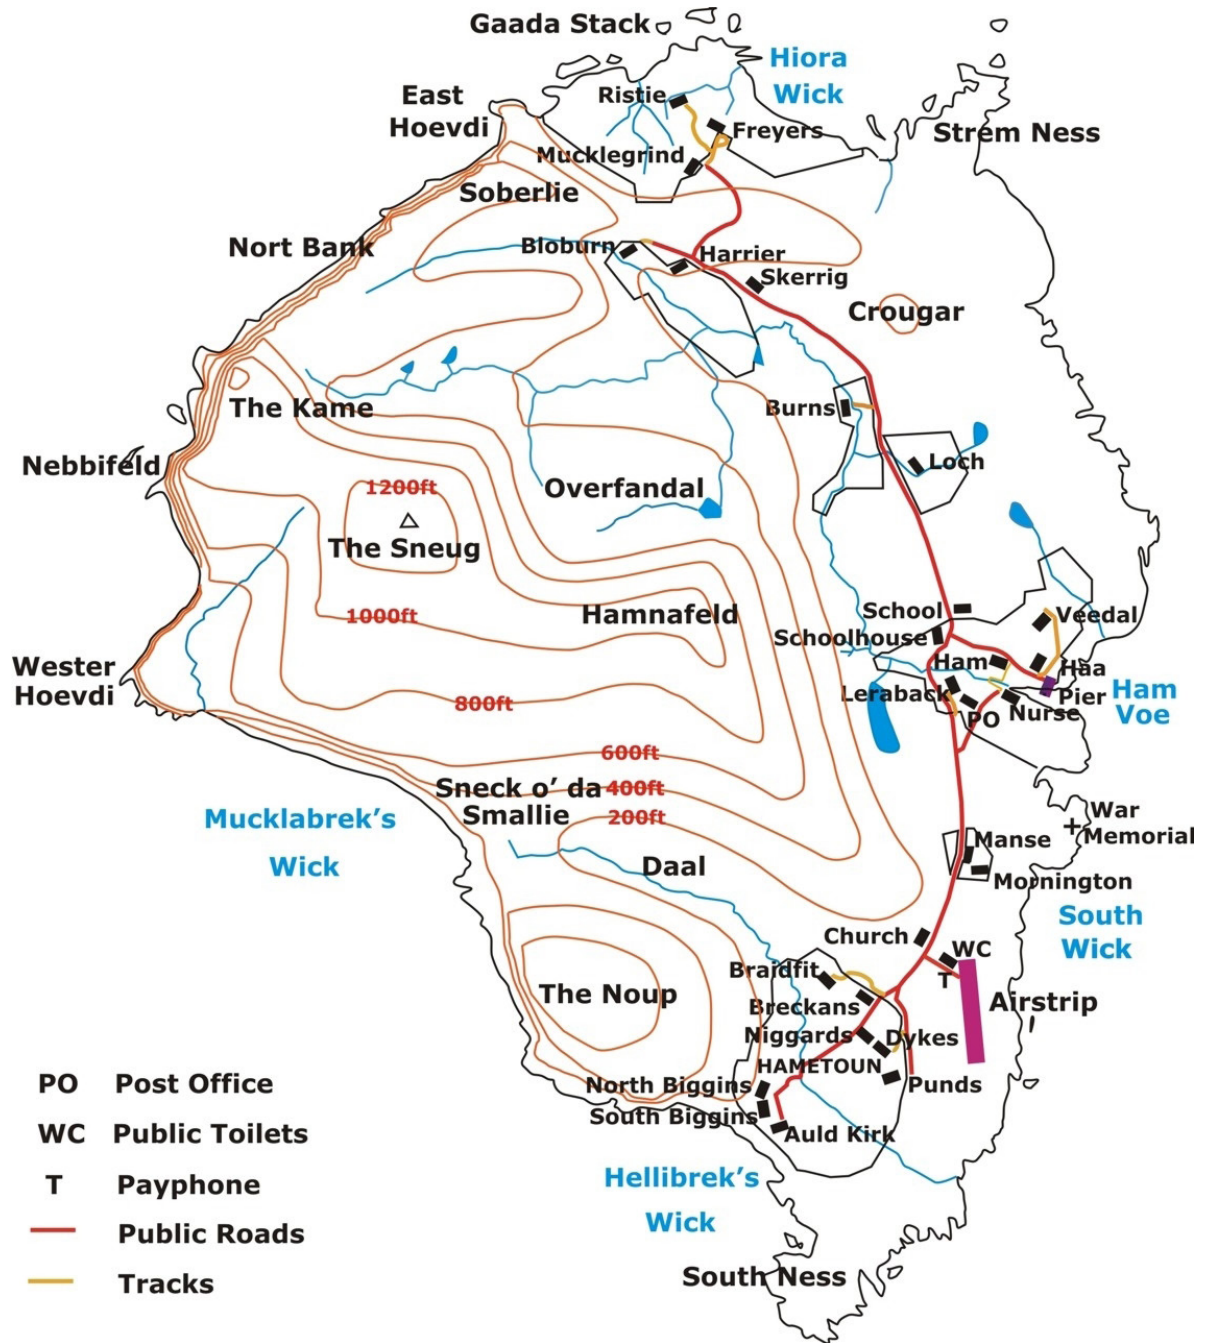 Gaada Stack
Hiora
Wick
East
Hoevdi
Ristie
Freyers
Strem Ness
Mucklegrind
Soberlie
Nort Bank
Bloburn
Harrier
Skerrig
Crougar
The Kame
Burns
Nebbifeld
Loch
1200ft
Overfandal
The Sneug
1000ft
Hamnafeld
School
Veedal
Schoolhouse
Wester
Hoevdi
Ham
Haa
Leraback
Pier
Ham
Voe
PO
Nurse
800ft
600ft
Sneck o’ da
Smallie
400ft
200ft
Mucklabrek’s
Wick
War
Memorial
Manse
Daal
Mornington
South
Wick
Church
WC
T
Braidfit
The Noup
Breckans
Airstrip
Niggards
Dykes
HAMETOUN
North Biggins
Punds
South Biggins
Auld Kirk
Hellibrek’s
Wick
South Ness
PO Post Office
WC Public Toilets
T Payphone
Public Roads
Tracks